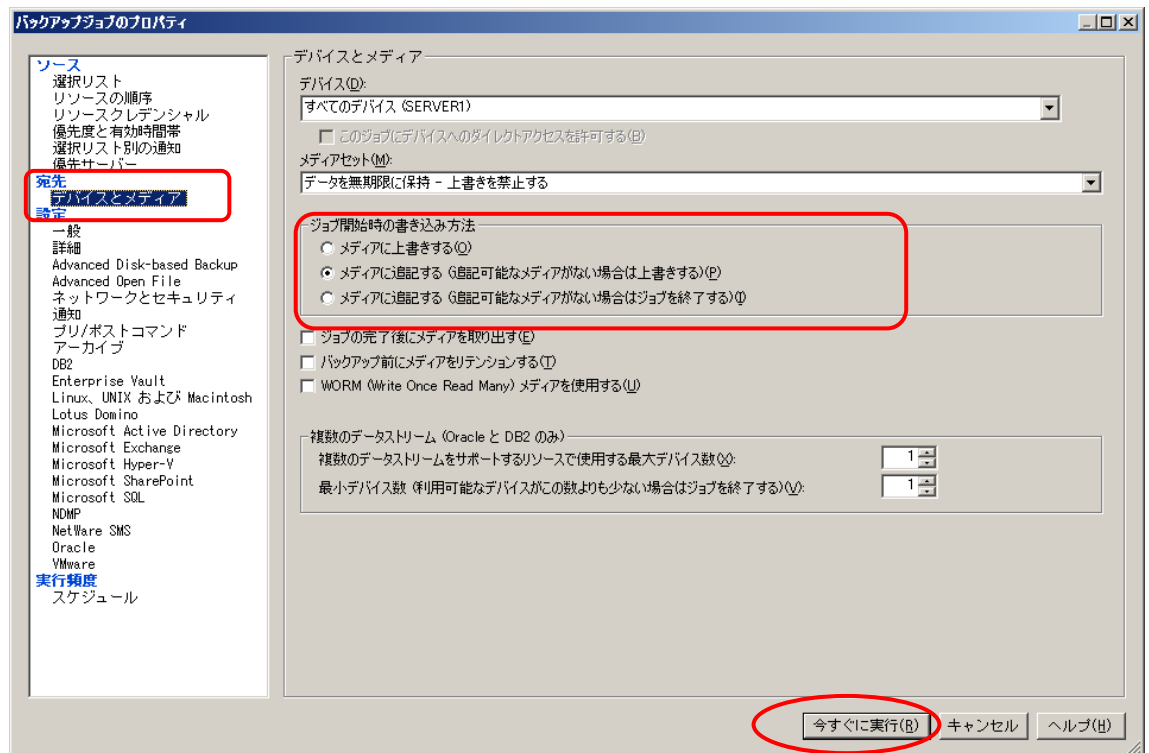 バックアップジョブのプロパティ
ソース
選択リスト
リソースの順序
リソースクレデンシャル
優先度と有効時間帯
選択リスト別の通知
優先サーバー
宛先
デバイスとメディア
設定
一般
詳細
Advanced Disk-based Backup
Advanced Open File
ネットワークとセキュリティ
通知
プリ/ポストコマンド
アーカイブ
DB2
Enterprise Vault
Linux、UNIX および Macintosh
Lotus Domino
Microsoft Active Directory
Microsoft Exchange
Microsoft Hyper-V
Microsoft SharePoint
Microsoft SQL
NDMP
NetWare SMS
Oracle
VMware
実行頻度
スケジュール
デバイスとメディア
デバイス(D):
すべてのデバイス (SERVER1)
このジョブにデバイスへのダイレクトアクセスを許可する(B)
メディアセット(M):
データを無期限に保持 - 上書きを禁止する
ジョブ開始時の書き込み方法
メディアに上書きする(O)
メディアに追記する (追記可能なメディアがない場合は上書きする)(P)
メディアに追記する (追記可能なメディアがない場合はジョブを終了する)(I)
ジョブの完了後にメディアを取り出す(E)
バックアップ前にメディアをリテンションする(T)
WORM (Write Once Read Many) メディアを使用する(U)
複数のデータストリーム (Oracle と DB2 のみ)
複数のデータストリームをサポートするリソースで使用する最大デバイス数(X): 1
最小デバイス数 (利用可能なデバイスがこの数よりも少ない場合はジョブを終了する)(V): 1
今すぐに実行(R) キャンセル ヘルプ(H)